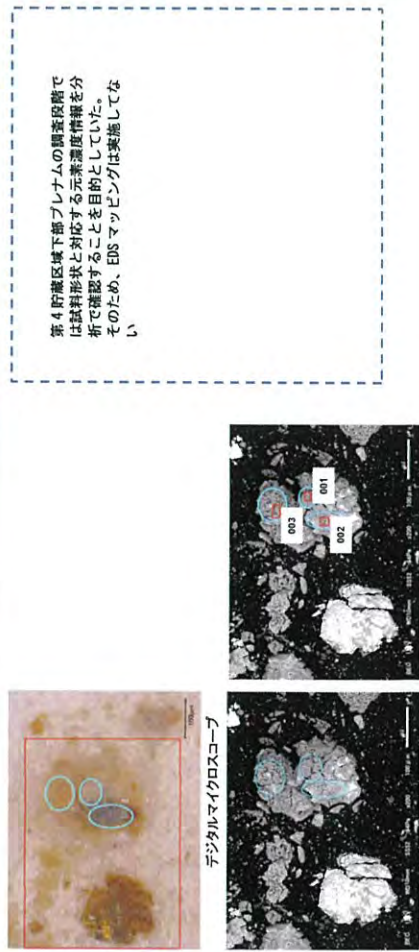 第4貯蔵区域下部プレナムの調査段階で
は試料形状と対応する元素濃度情報を分
析で確認することを目的としていた。
そのため、EDSマッピングは実施してな
い
100μm
デジタルマイクロスコープ
003
001
002